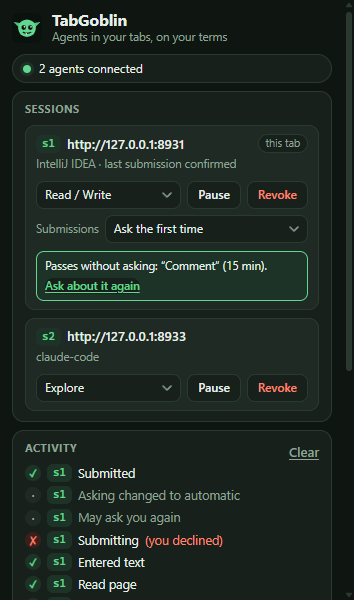 TabGoblin
Agents in your tabs, on your terms
2 agents connected
SESSIONS
s1 http://127.0.0.1:8931 this tab
IntelliJ IDEA · last submission confirmed
Read / Write Pause Revoke
Submissions Ask the first time
Passes without asking: “Comment” (15 min).
Ask about it again
s2 http://127.0.0.1:8933
claude-code
Explore Pause Revoke
ACTIVITY Clear
✓ s1 Submitted
· s1 Asking changed to automatic
· s1 May ask you again
✗ s1 Submitting (you declined)
✓ s1 Entered text
✓ s1 Read page